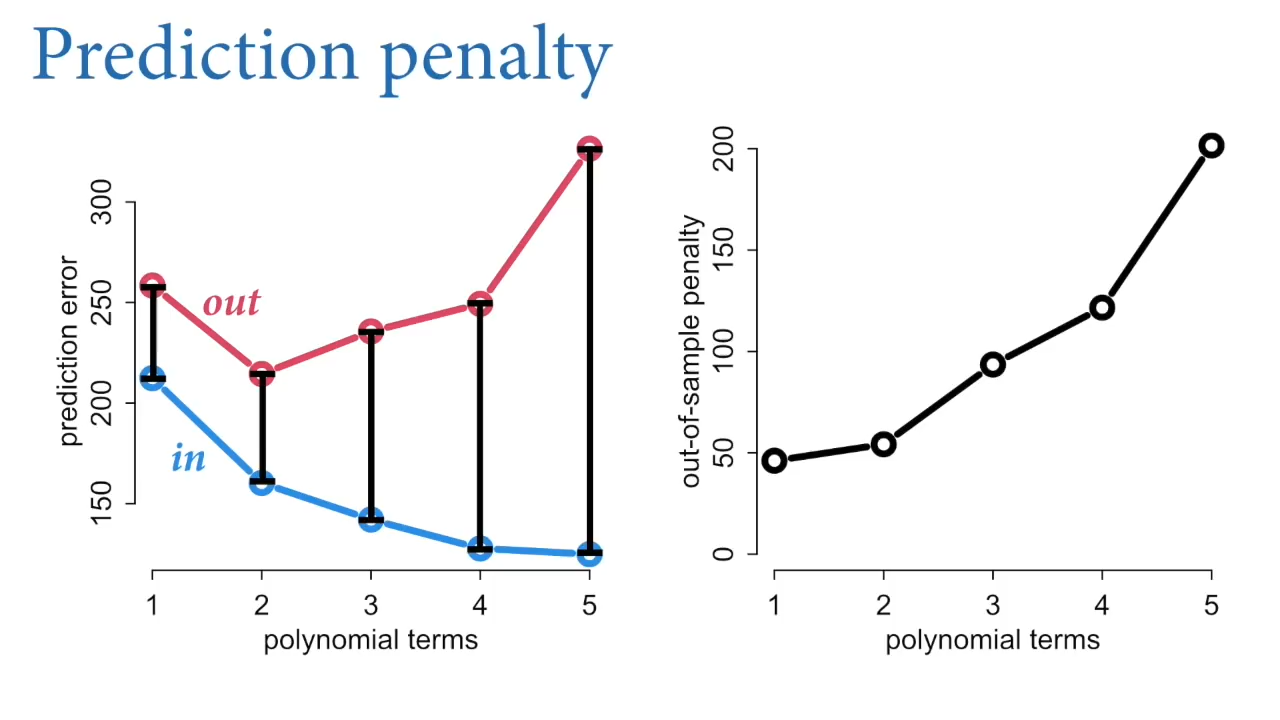 Prediction penalty
prediction error
300
250
200
150
out
in
1 2 3 4 5
polynomial terms
out-of-sample penalty
200
150
100
50
0
1 2 3 4 5
polynomial terms